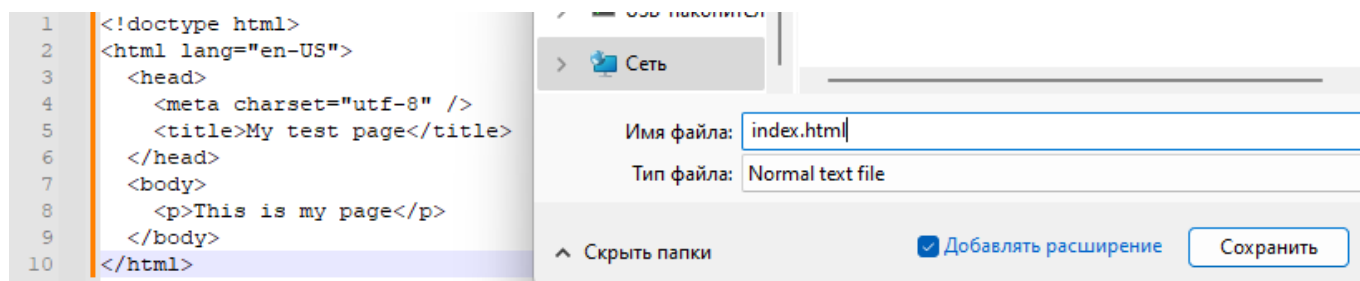 1 <!doctype html>
2 <html lang="en-US">
3 <head>
4 <meta charset="utf-8" />
5 <title>My test page</title>
6 </head>
7 <body>
8 <p>This is my page</p>
9 </body>
10 </html>
Сеть
Имя файла: index.html
Тип файла: Normal text file
Скрыть папки
Добавлять расширение
Сохранить